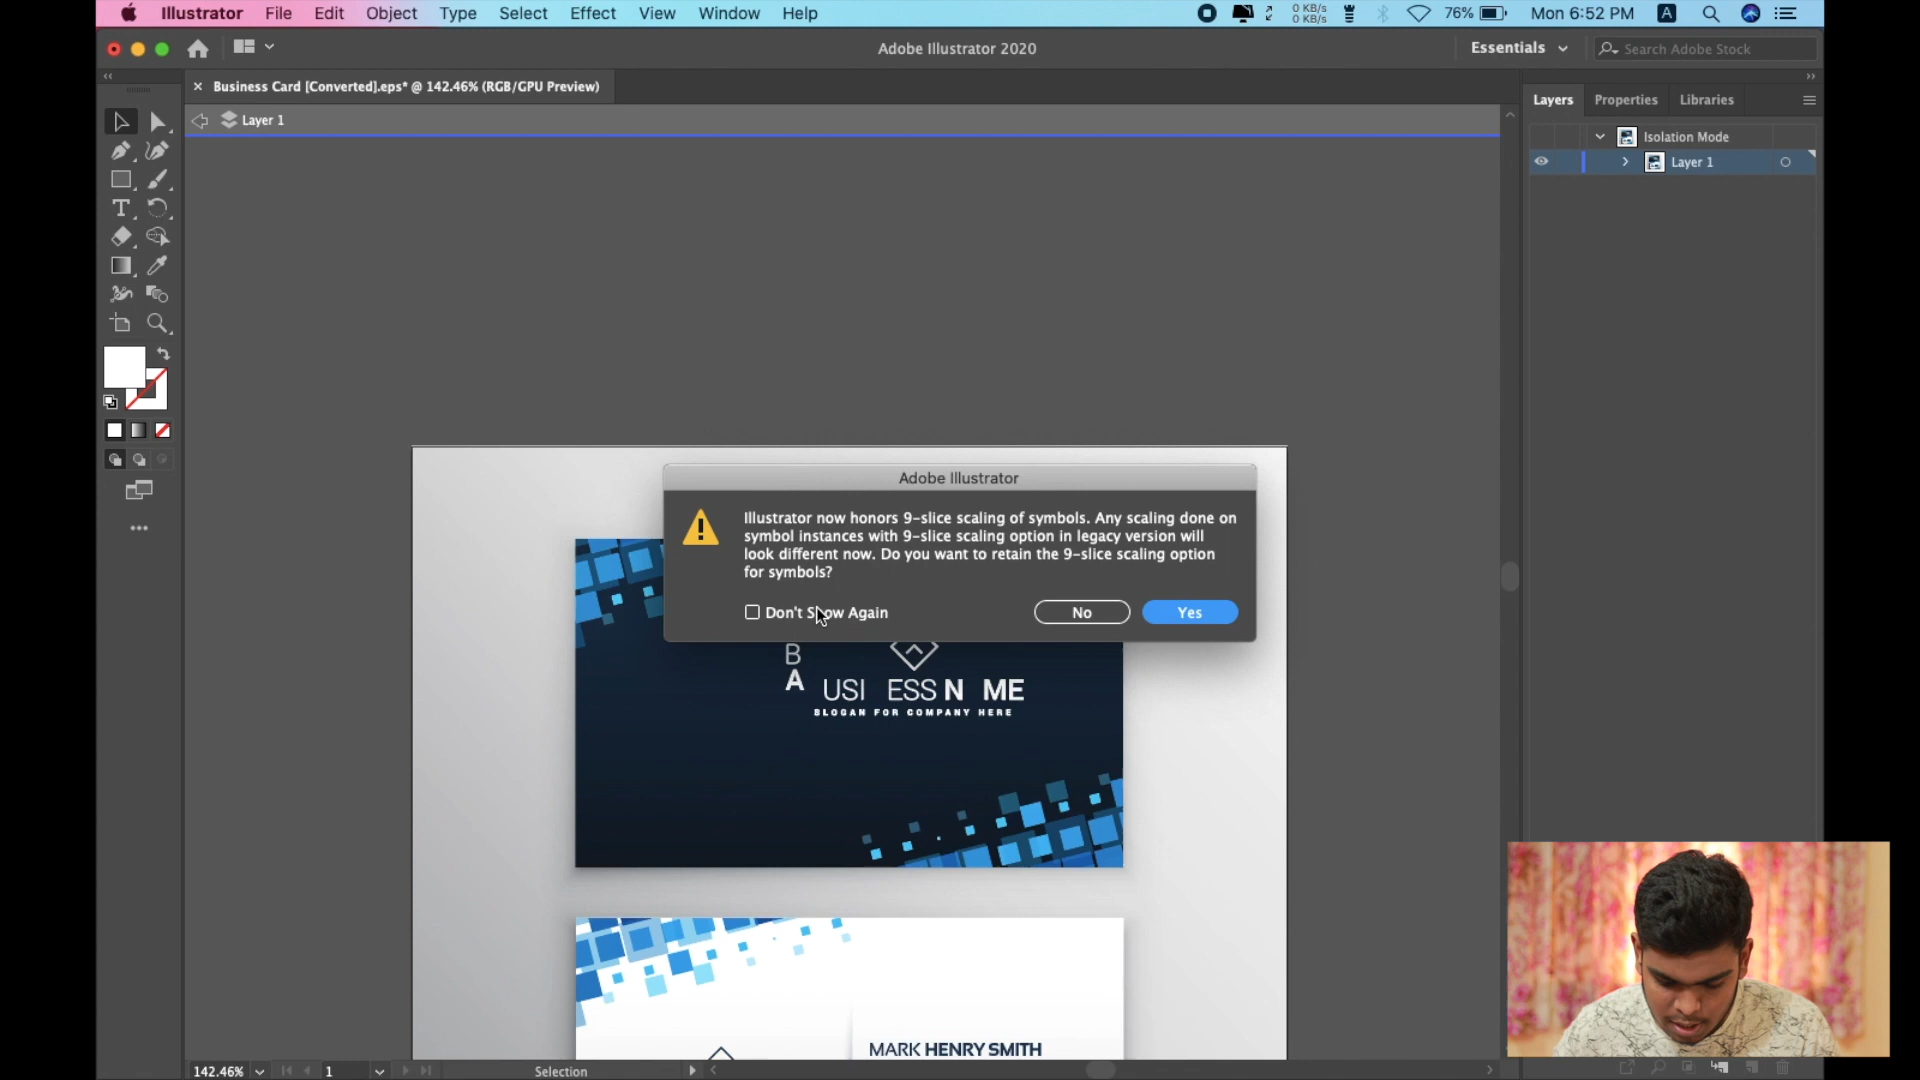 Illustrator File Edit Object Type Select Effect View Window Help
0 KB/s
0 KB/s
76%
Mon 6:52 PM
A
Adobe Illustrator 2020
Essentials
Search Adobe Stock
Business Card [Converted].eps* @ 142.46% (RGB/GPU Preview)
Layers Properties Libraries
Layer 1
Isolation Mode
Layer 1
Adobe Illustrator
Illustrator now honors 9-slice scaling of symbols. Any scaling done on
symbol instances with 9-slice scaling option in legacy version will
look different now. Do you want to retain the 9-slice scaling option
for symbols?
Don't Show Again
No
Yes
B
A
USI ESS N ME
SLOGAN FOR COMPANY HERE
MARK HENRY SMITH
142.46%
1
Selection